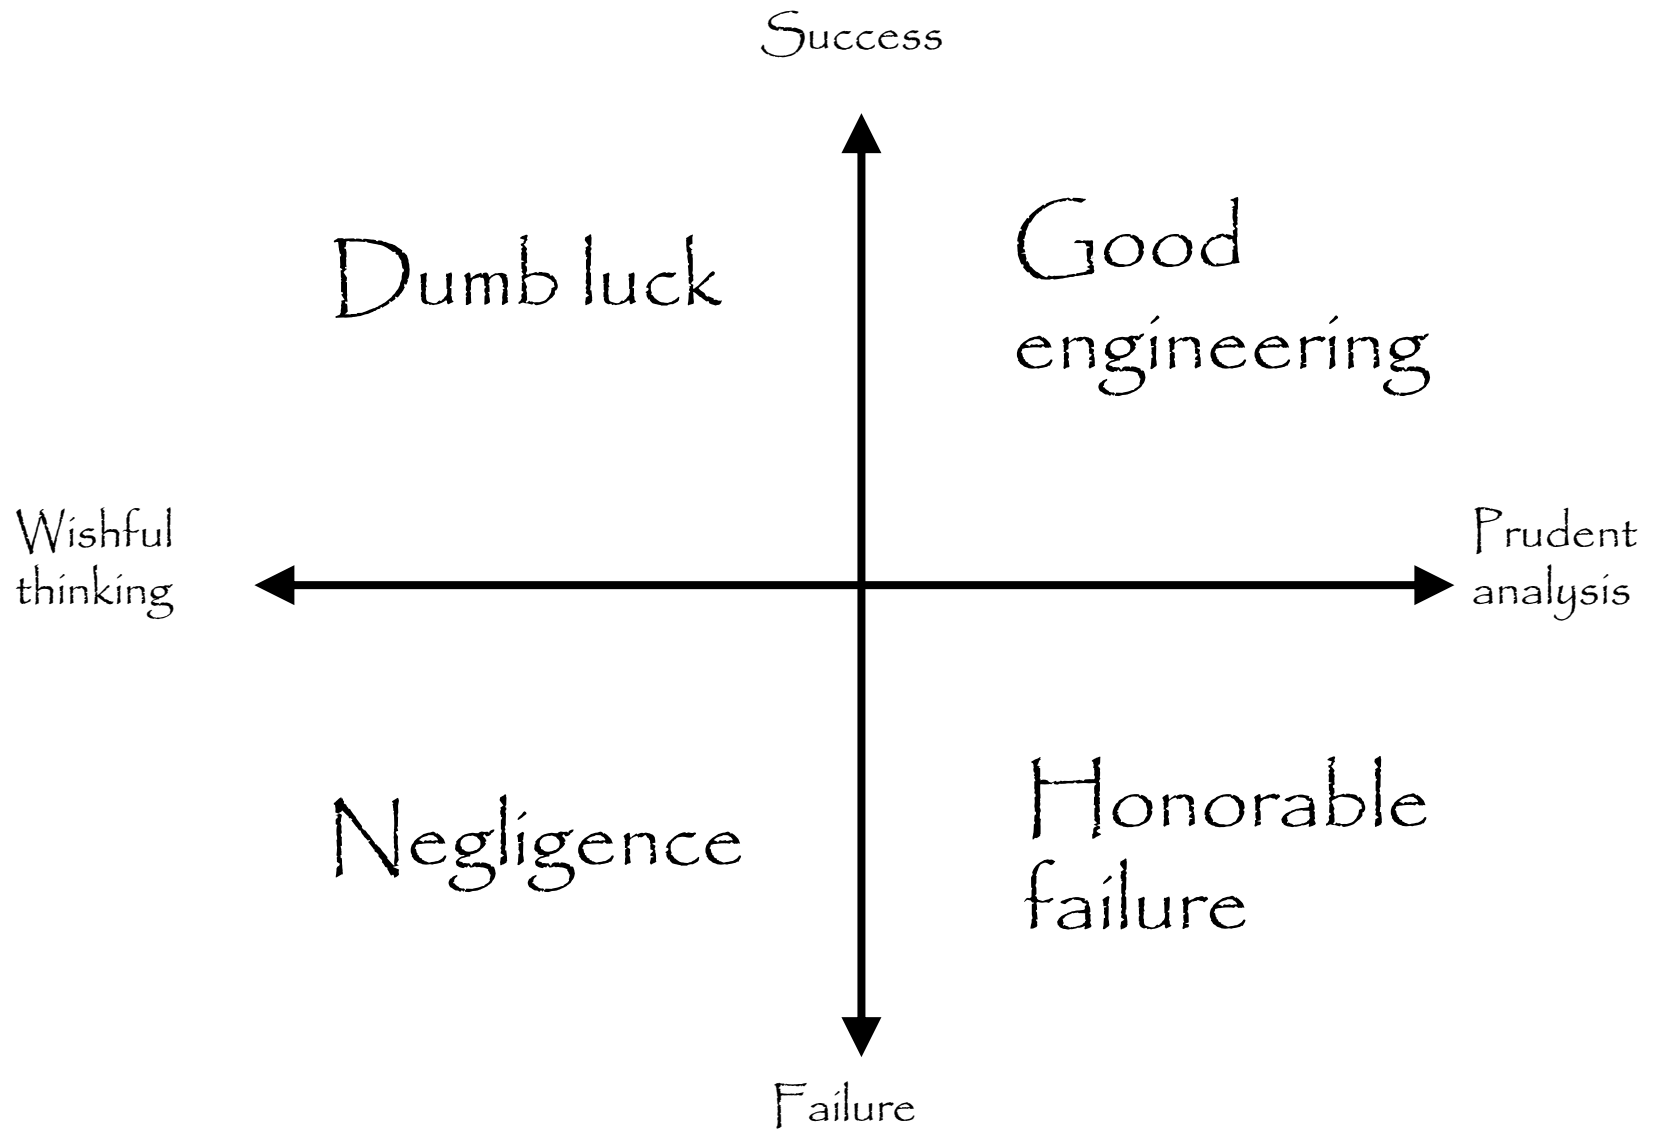 Success
Dumb luck
Good
engineering
Wishful
thinking
Prudent
analysis
Negligence
Honorable
failure
Failure